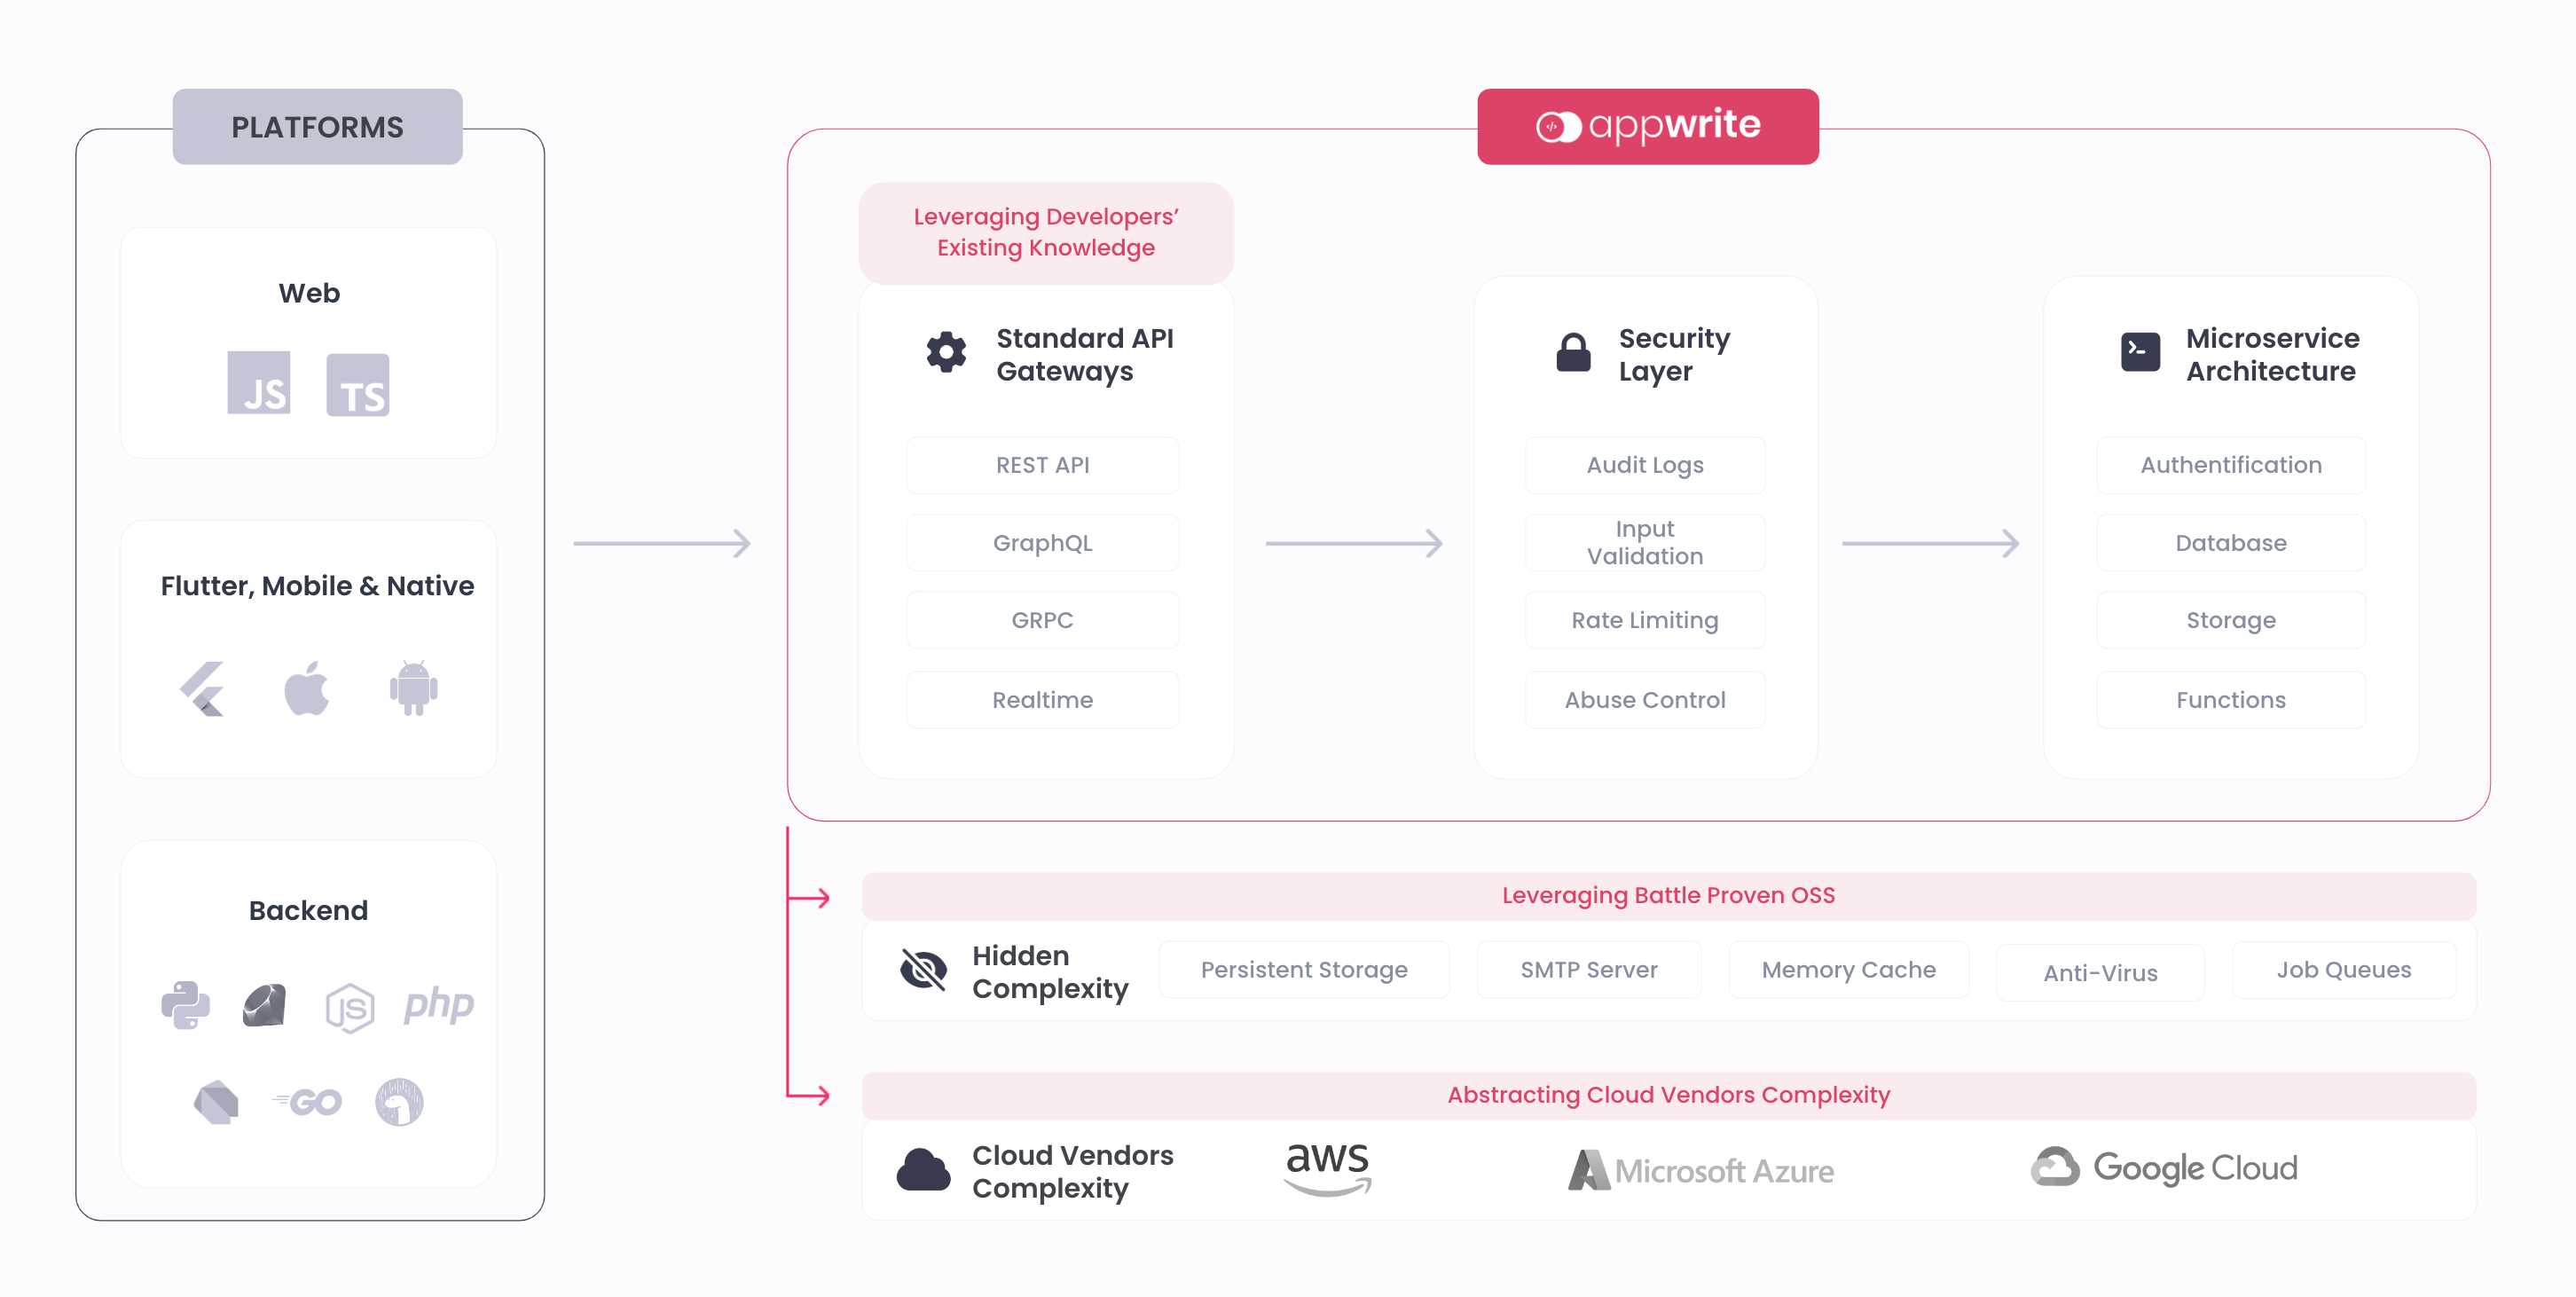 PLATFORMS
Web
JS
TS
Flutter, Mobile & Native
Backend
JS
php
GO
appwrite
Leveraging Developers’
Existing Knowledge
Standard API
Gateways
REST API
GraphQL
GRPC
Realtime
Security
Layer
Audit Logs
Input
Validation
Rate Limiting
Abuse Control
Microservice
Architecture
Authentification
Database
Storage
Functions
Leveraging Battle Proven OSS
Hidden
Complexity
Persistent Storage
SMTP Server
Memory Cache
Anti-Virus
Job Queues
Abstracting Cloud Vendors Complexity
Cloud Vendors
Complexity
aws
Microsoft Azure
Google Cloud